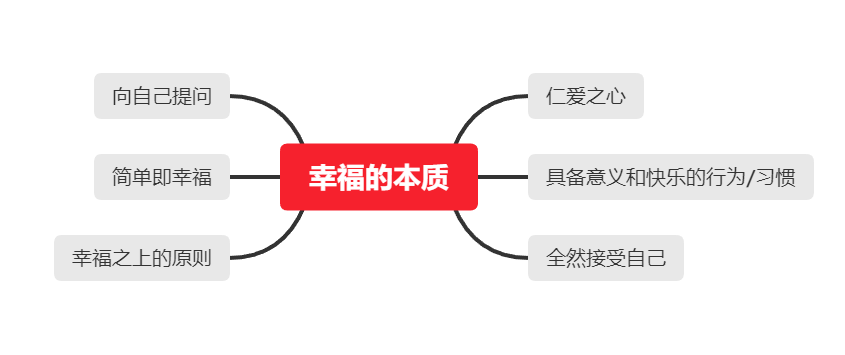 向自己提问
仁爱之心
幸福的本质
简单即幸福
具备意义和快乐的行为/习惯
幸福之上的原则
全然接受自己